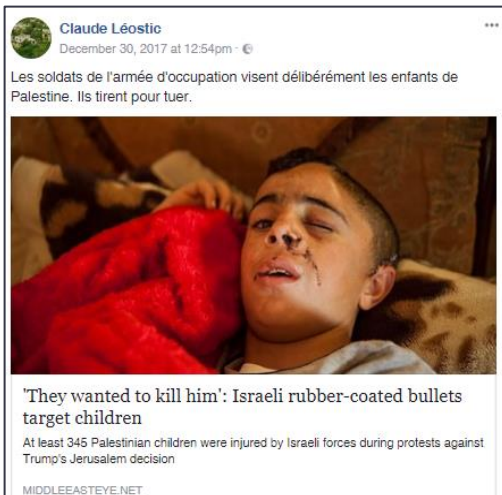 Claude Léostic
December 30, 2017 at 12:54pm ·
Les soldats de l'armée d'occupation visent délibérément les enfants de
Palestine. Ils tirent pour tuer.
'They wanted to kill him': Israeli rubber-coated bullets
target children
At least 345 Palestinian children were injured by Israeli forces during protests against
Trump's Jerusalem decision
MIDDLEEASTEYE.NET